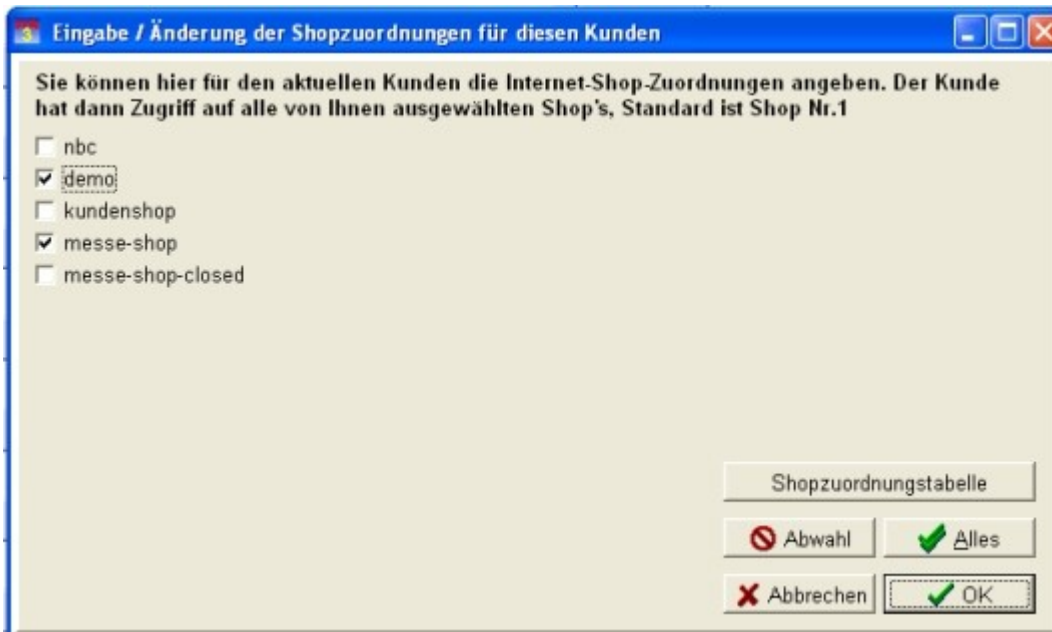 Eingabe / Änderung der Shopzuordnungen für diesen Kunden
Sie können hier für den aktuellen Kunden die Internet-Shop-Zuordnungen angeben. Der Kunde
hat dann Zugriff auf alle von Ihnen ausgewählten Shop's, Standard ist Shop Nr.1
nbc
demo
kundenshop
messe-shop
messe-shop-closed
Shopzuordnungstabelle
Abwahl
Alles
Abbrechen
OK